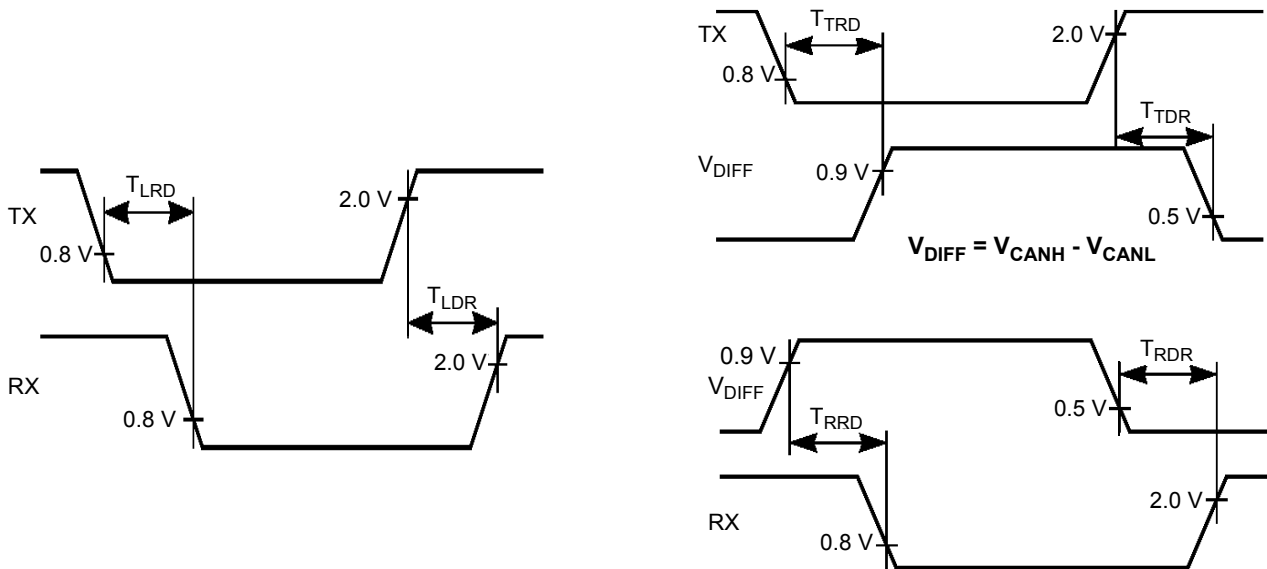 TX
T_LRD
0.8 V
2.0 V
T_LDR
RX
0.8 V
2.0 V
TX
T_TRD
0.8 V
2.0 V
T_TDR
V_DIFF
0.9 V
0.5 V
V_DIFF = V_CANH - V_CANL
0.9 V
V_DIFF
T_RRD
0.5 V
T_RDR
RX
0.8 V
2.0 V